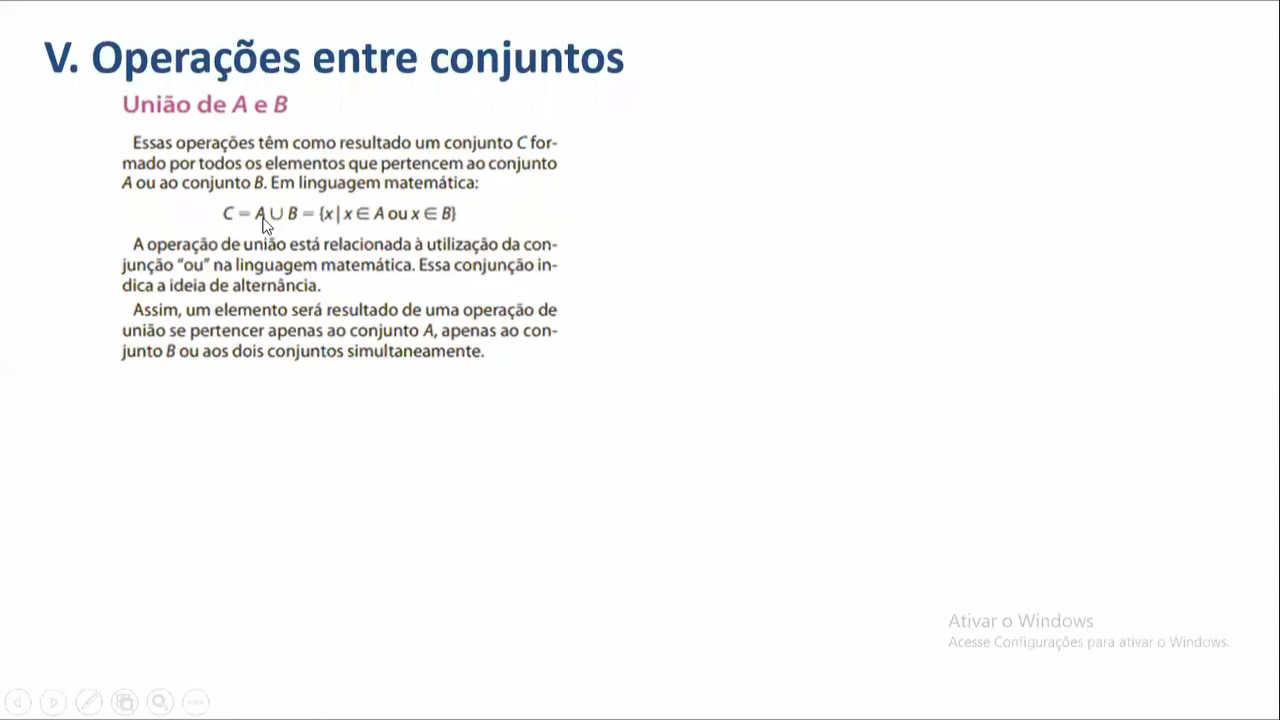 V. Operações entre conjuntos
União de A e B
Essas operações têm como resultado um conjunto C for-
mado por todos os elementos que pertencem ao conjunto
A ou ao conjunto B. Em linguagem matemática:
C = A ∪ B = {x | x ∈ A ou x ∈ B}
A operação de união está relacionada à utilização da con-
junção "ou" na linguagem matemática. Essa conjunção in-
dica a ideia de alternância.
Assim, um elemento será resultado de uma operação de
união se pertencer apenas ao conjunto A, apenas ao con-
junto B ou aos dois conjuntos simultaneamente.
Ativar o Windows
Acesse Configurações para ativar o Windows.